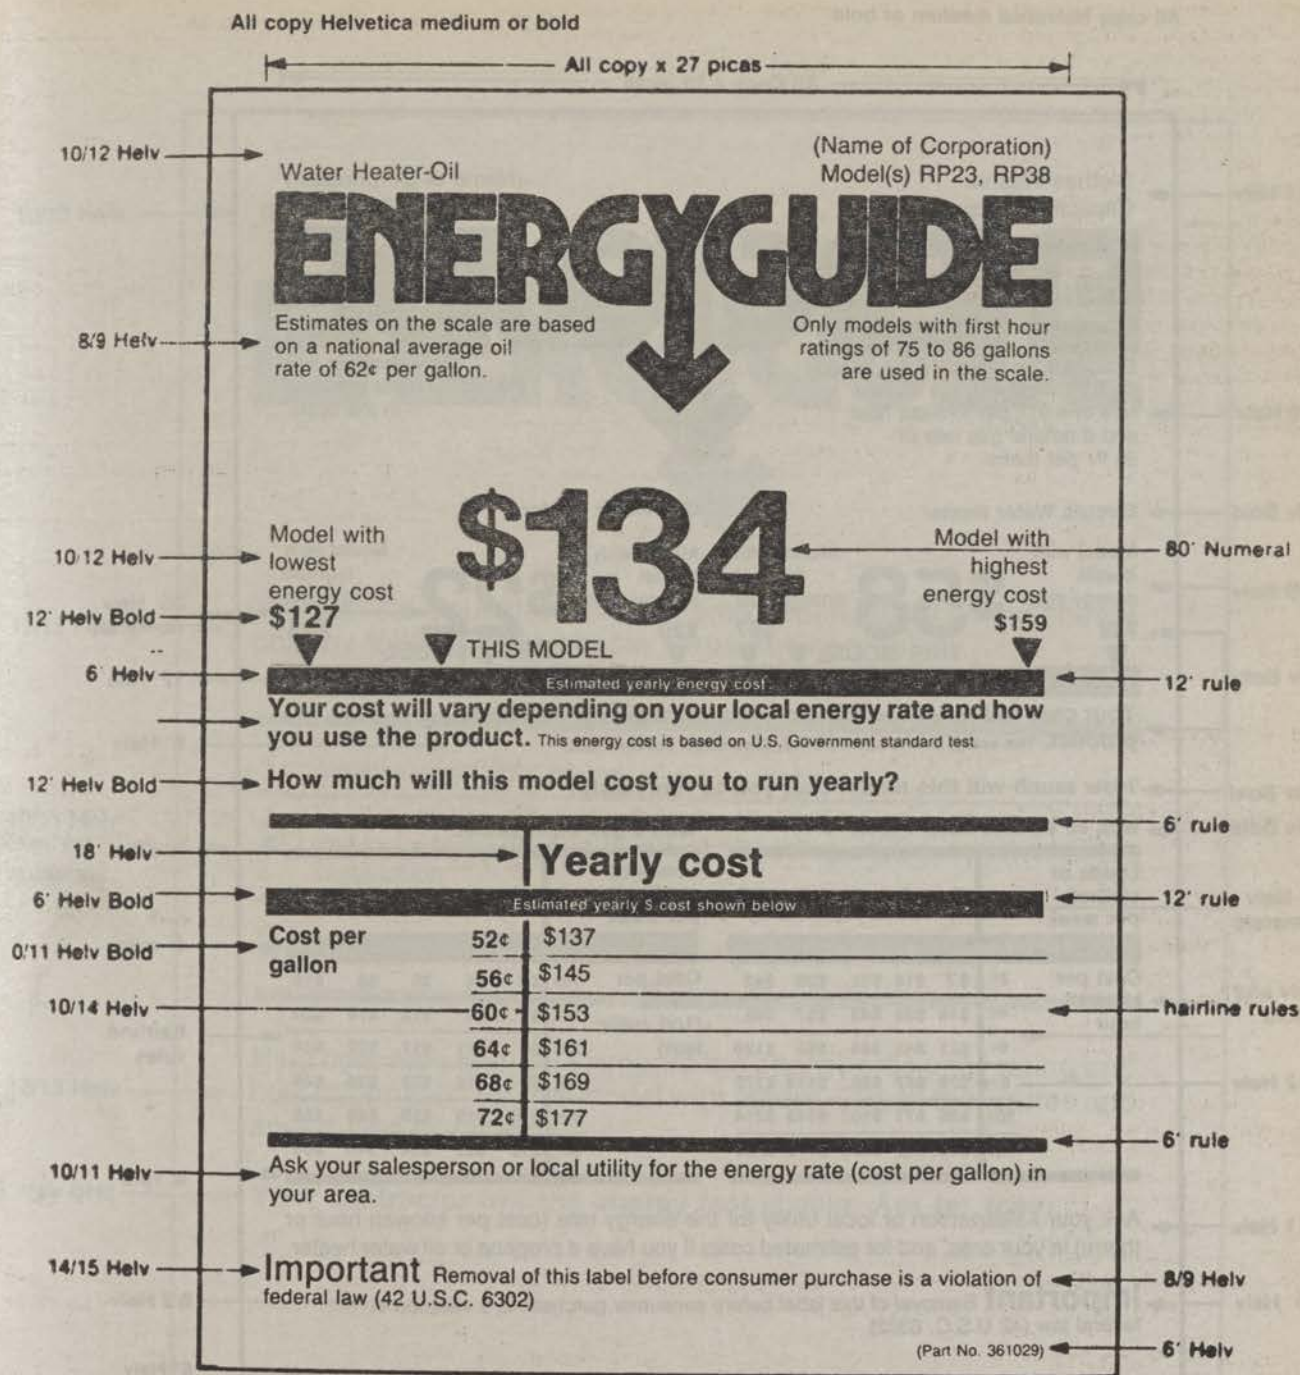 All copy Helvetica medium or bold
All copy x 27 picas
10/12 Helv
(Name of Corporation)
Water Heater-Oil
Model(s) RP23, RP38
ENERGYGUIDE
8/9 Helv
Estimates on the scale are based
on a national average oil
rate of 62¢ per gallon.
Only models with first hour
ratings of 75 to 86 gallons
are used in the scale.
$134
80' Numeral
10/12 Helv
Model with
lowest
energy cost
12' Helv Bold
$127
Model with
highest
energy cost
$159
THIS MODEL
6' Helv
Estimated yearly energy cost
12' rule
Your cost will vary depending on your local energy rate and how
you use the product. This energy cost is based on U.S. Government standard test.
12' Helv Bold
How much will this model cost you to run yearly?
6' rule
18' Helv
Yearly cost
6' Helv Bold
Estimated yearly $ cost shown below
12' rule
0/11 Helv Bold
Cost per
gallon
52¢ $137
56¢ $145
10/14 Helv
60¢ $153
hairline rules
64¢ $161
68¢ $169
72¢ $177
6' rule
10/11 Helv
Ask your salesperson or local utility for the energy rate (cost per gallon) in
your area.
14/15 Helv
Important Removal of this label before consumer purchase is a violation of
federal law (42 U.S.C. 6302)
8/9 Helv
(Part No. 361029)
6' Helv